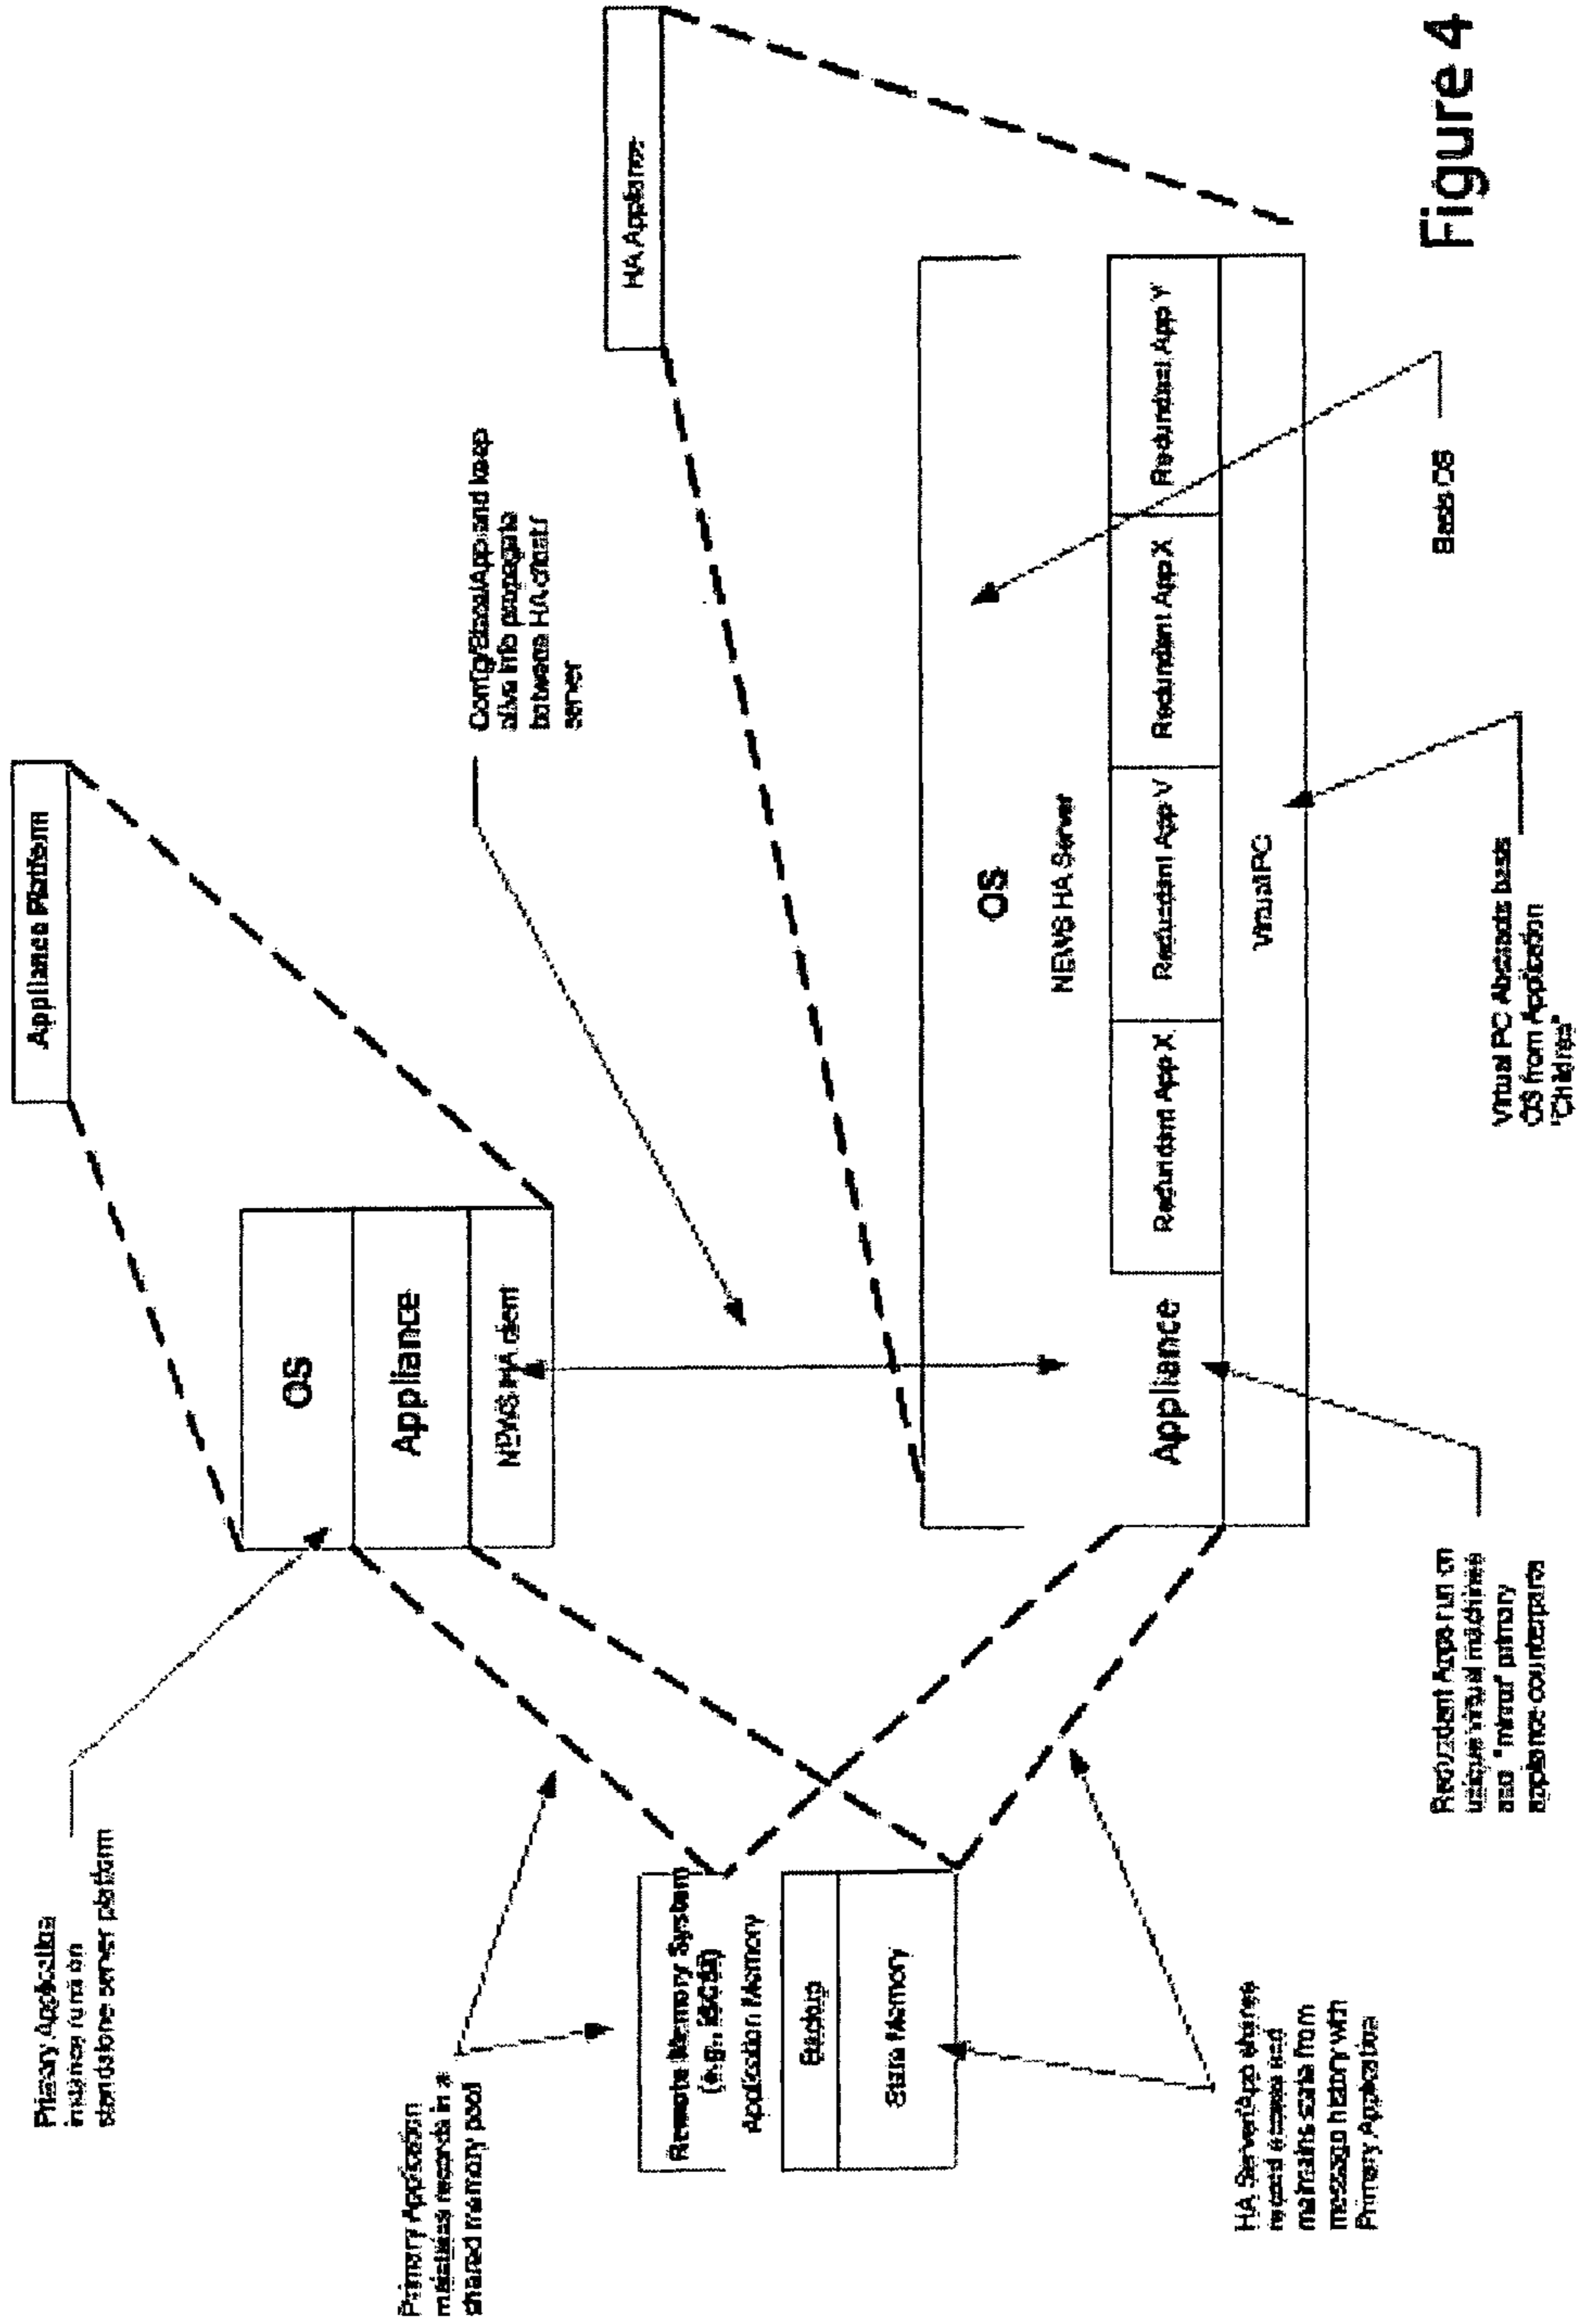 Appliance Platform
Primary Application
instance runs on
standalone server platform
OS
Appliance
NEWS HA client
Config/State/App and keep
alive info propagate
between HA client/
server
HA Appliance
Primary Application
records in a
shared memory pool
Remote Memory System
(e.g.
Application Memory
Backup
State Memory
OS
NEWS HA Server
Appliance
Redundant App X
Redundant App Y
Redundant App X
Redundant App Y
Virtual PC
HA Server/App shares
record access and
maintains state from
message history with
Primary Application
Redundant Apps run on
unique virtual machines
and "mirror" primary
appliance counterparts
Virtual PC Abstracts basis
OS from Application
"Children"
Basis OS
Figure 4